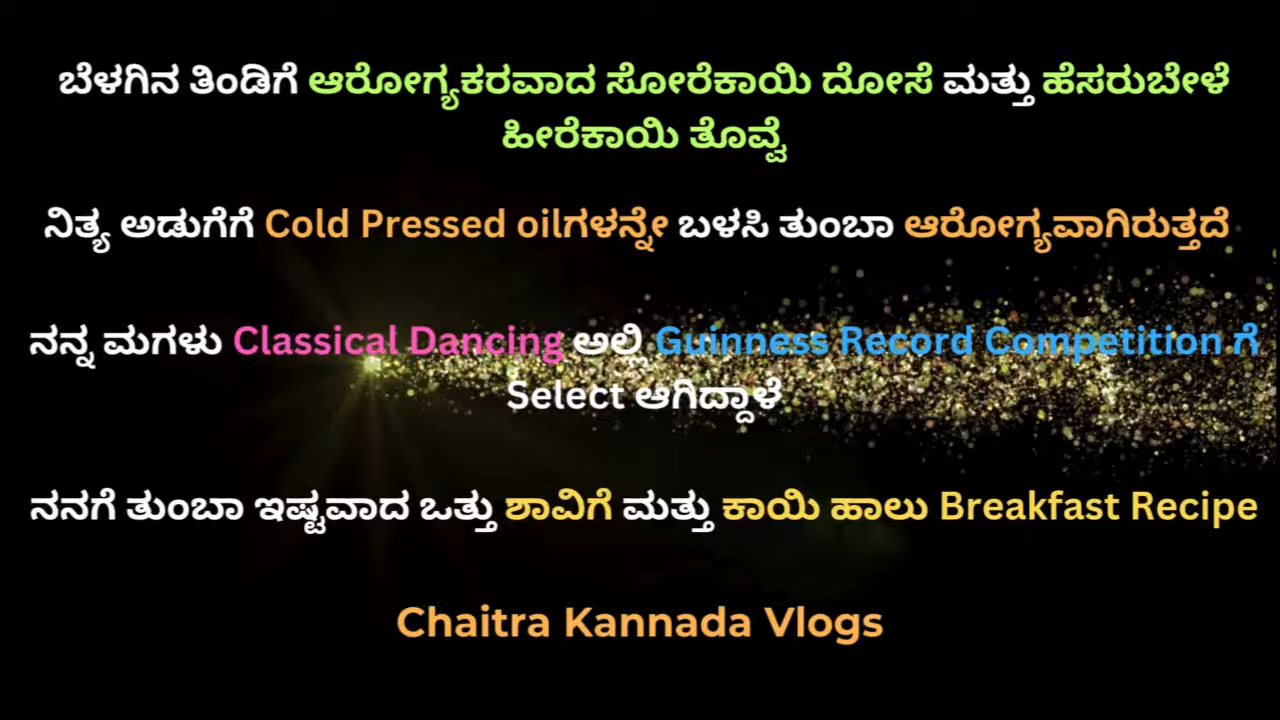 ಬೆಳಗಿನ ತಿಂಡಿಗೆ ಆರೋಗ್ಯಕರವಾದ ಸೋರೆಕಾಯಿ ದೋಸೆ ಮತ್ತು ಹೆಸರುಬೇಳೆ
ಹೀರೆಕಾಯಿ ತೊವ್ವೆ
ನಿತ್ಯ ಅಡುಗೆಗೆ Cold Pressed oilಗಳನ್ನೇ ಬಳಸಿ ತುಂಬಾ ಆರೋಗ್ಯವಾಗಿರುತ್ತದೆ
ನನ್ನ ಮಗಳು Classical Dancing ಅಲ್ಲಿ Guinness Record Competition ಗೆ
Select ಆಗಿದ್ದಾಳೆ
ನನಗೆ ತುಂಬಾ ಇಷ್ಟವಾದ ಒತ್ತು ಶಾವಿಗೆ ಮತ್ತು ಕಾಯಿ ಹಾಲು Breakfast Recipe
Chaitra Kannada Vlogs